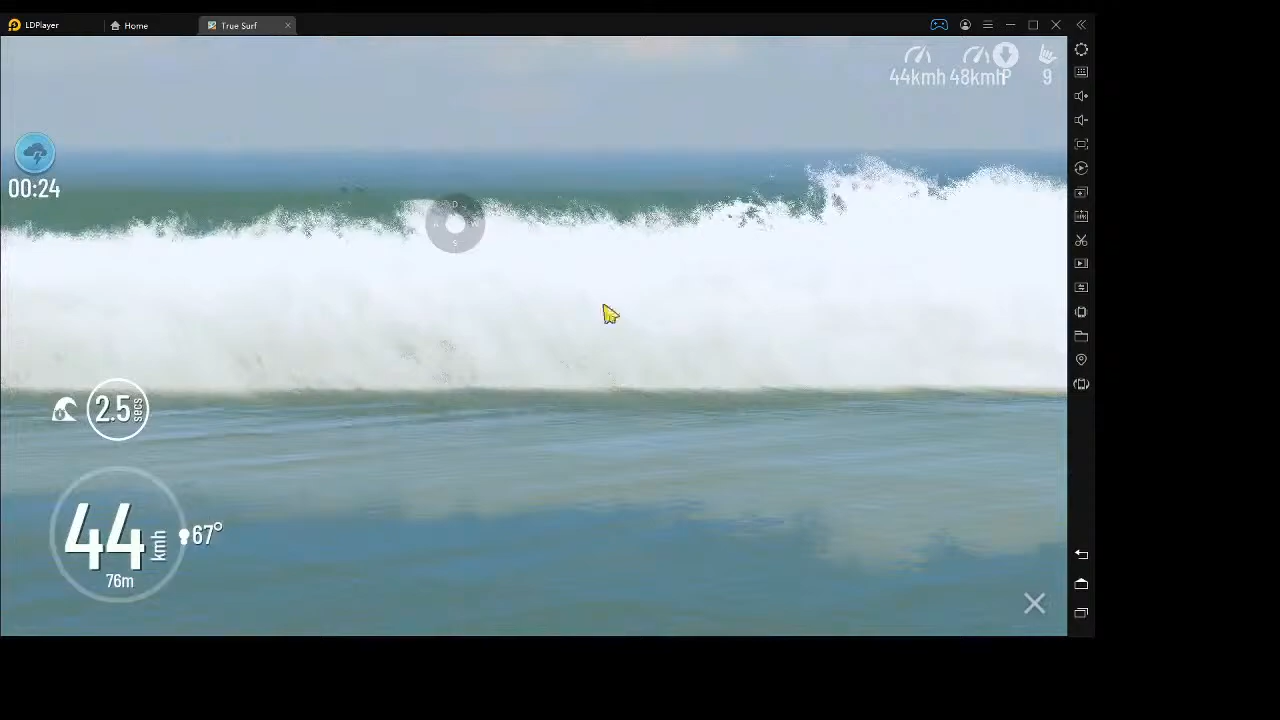 LDPlayer
Home
True Surf
44kmh 48kmh P 9
00:24
D
S
2.5 secs
44 kmh 67°
76m